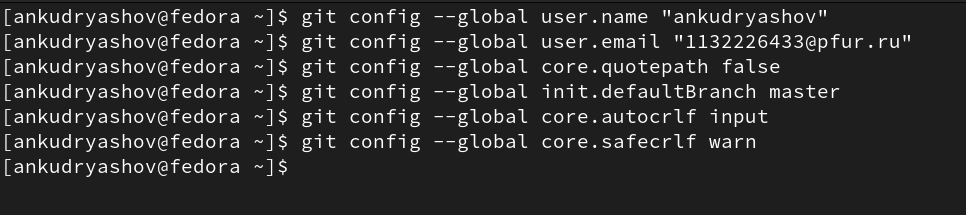 [ankudryashov@fedora ~]$ git config --global user.name "ankudryashov"
[ankudryashov@fedora ~]$ git config --global user.email "1132226433@pfur.ru"
[ankudryashov@fedora ~]$ git config --global core.quotepath false
[ankudryashov@fedora ~]$ git config --global init.defaultBranch master
[ankudryashov@fedora ~]$ git config --global core.autocrlf input
[ankudryashov@fedora ~]$ git config --global core.safecrlf warn
[ankudryashov@fedora ~]$